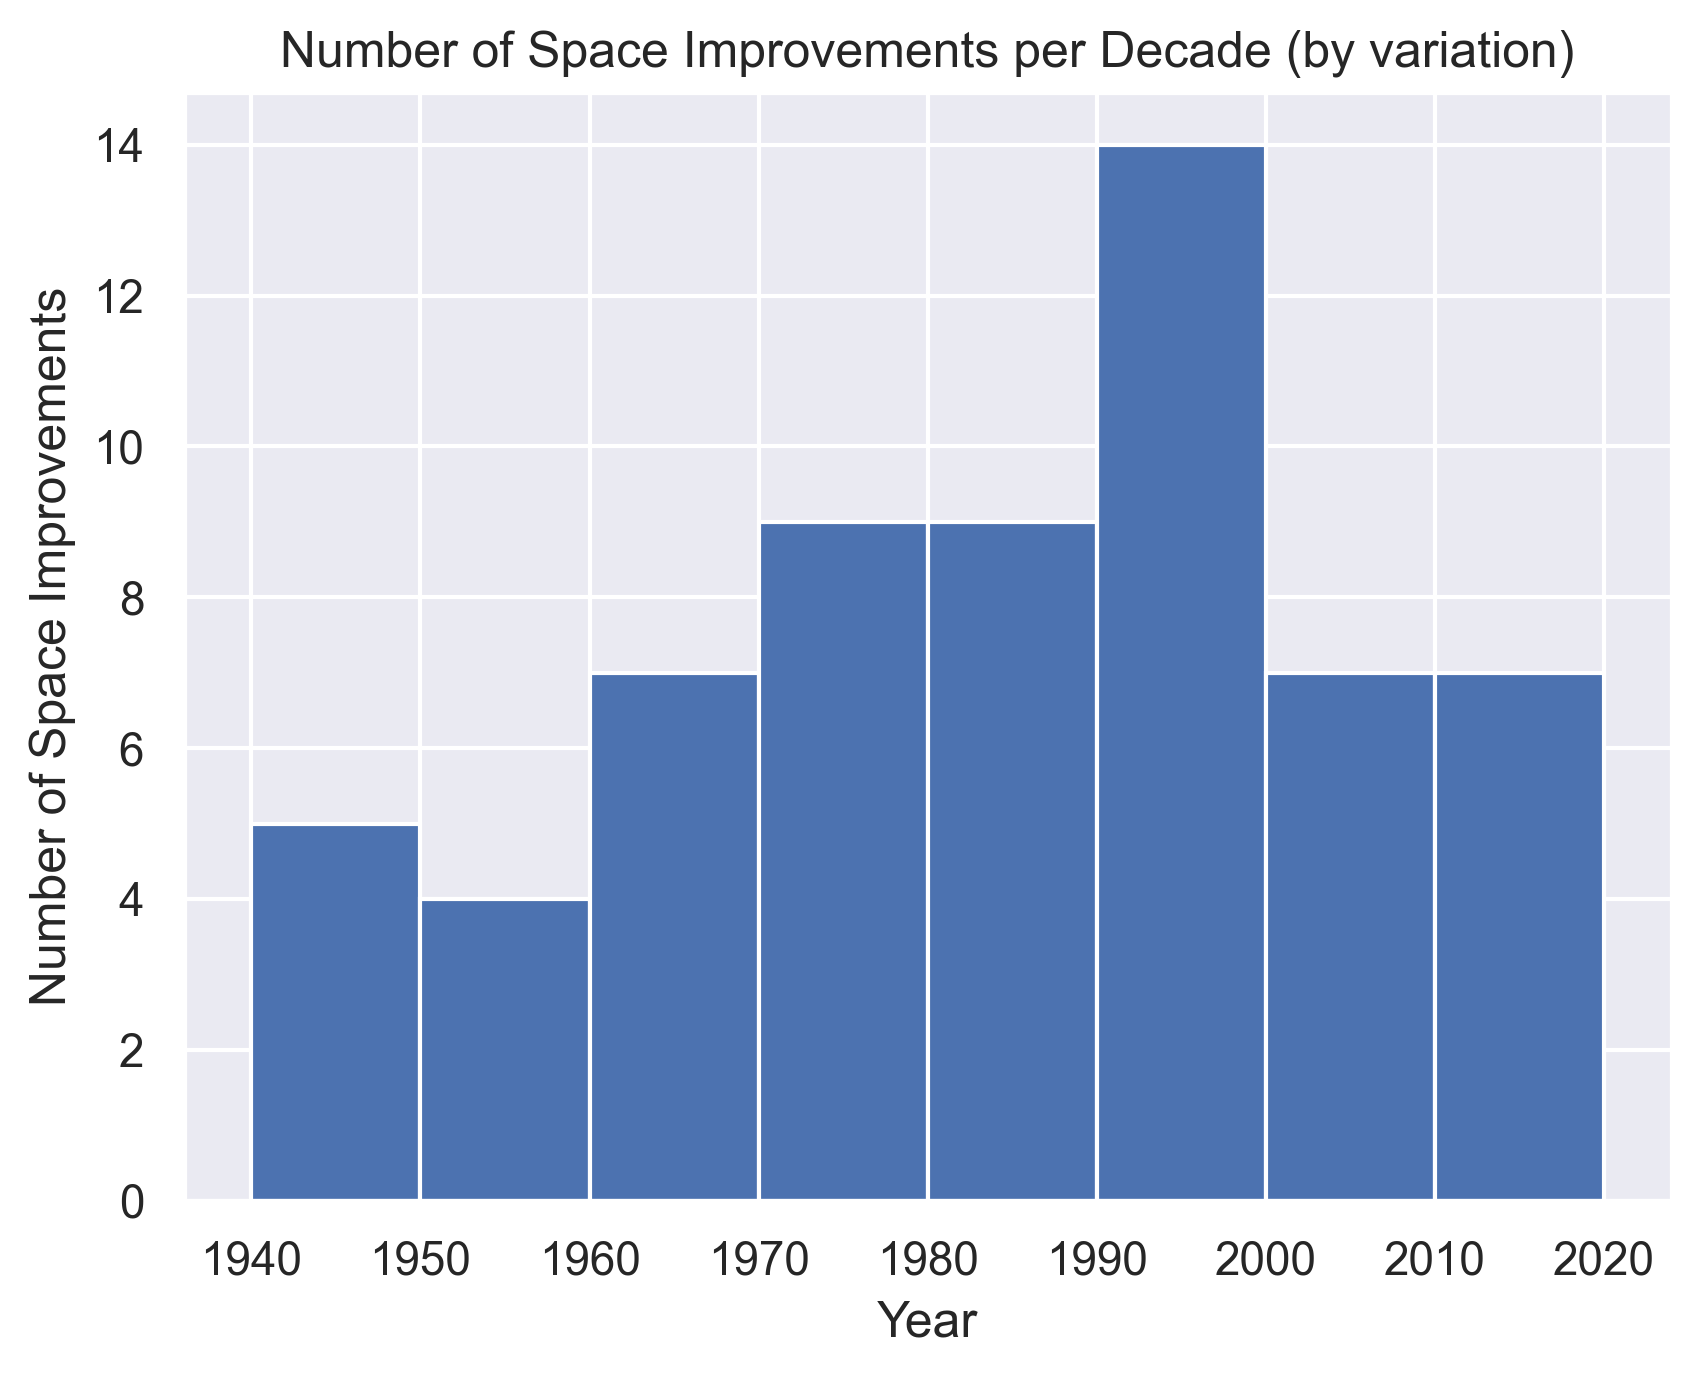 Number of Space Improvements per Decade (by variation)
Number of Space Improvements
14
12
10
8
6
4
2
0
1940 1950 1960 1970 1980 1990 2000 2010 2020
Year